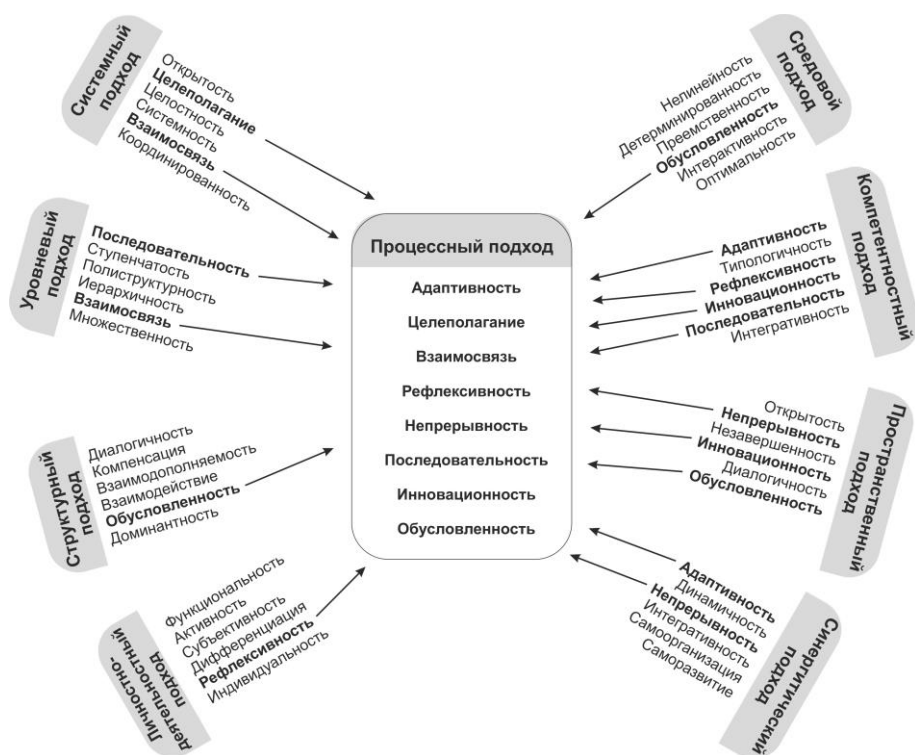 Системный
подход
Открытость
Целеполагание
Целостность
Системность
Взаимосвязь
Координированность
Уровневый
подход
Последовательность
Ступенчатость
Полиструктурность
Иерархичность
Взаимосвязь
Множественность
Структурный
подход
Диалогичность
Компенсация
Взаимодополняемость
Взаимодействие
Обусловленность
Доминантность
Личностно-
деятельностный
подход
Функциональность
Активность
Субъективность
Дифференциация
Рефлексивность
Индивидуальность
Процессный подход
Адаптивность
Целеполагание
Взаимосвязь
Рефлексивность
Непрерывность
Последовательность
Инновационность
Обусловленность
Средовой
подход
Нелинейность
Детерминированность
Преемственность
Обусловленность
Интерактивность
Оптимальность
Компетентностный
подход
Адаптивность
Типологичность
Рефлексивность
Инновационность
Последовательность
Интегративность
Пространственный
подход
Открытость
Непрерывность
Незавершенность
Инновационность
Диалогичность
Обусловленность
Синергитический
подход
Адаптивность
Динамичность
Непрерывность
Интегративность
Самоорганизация
Саморазвитие